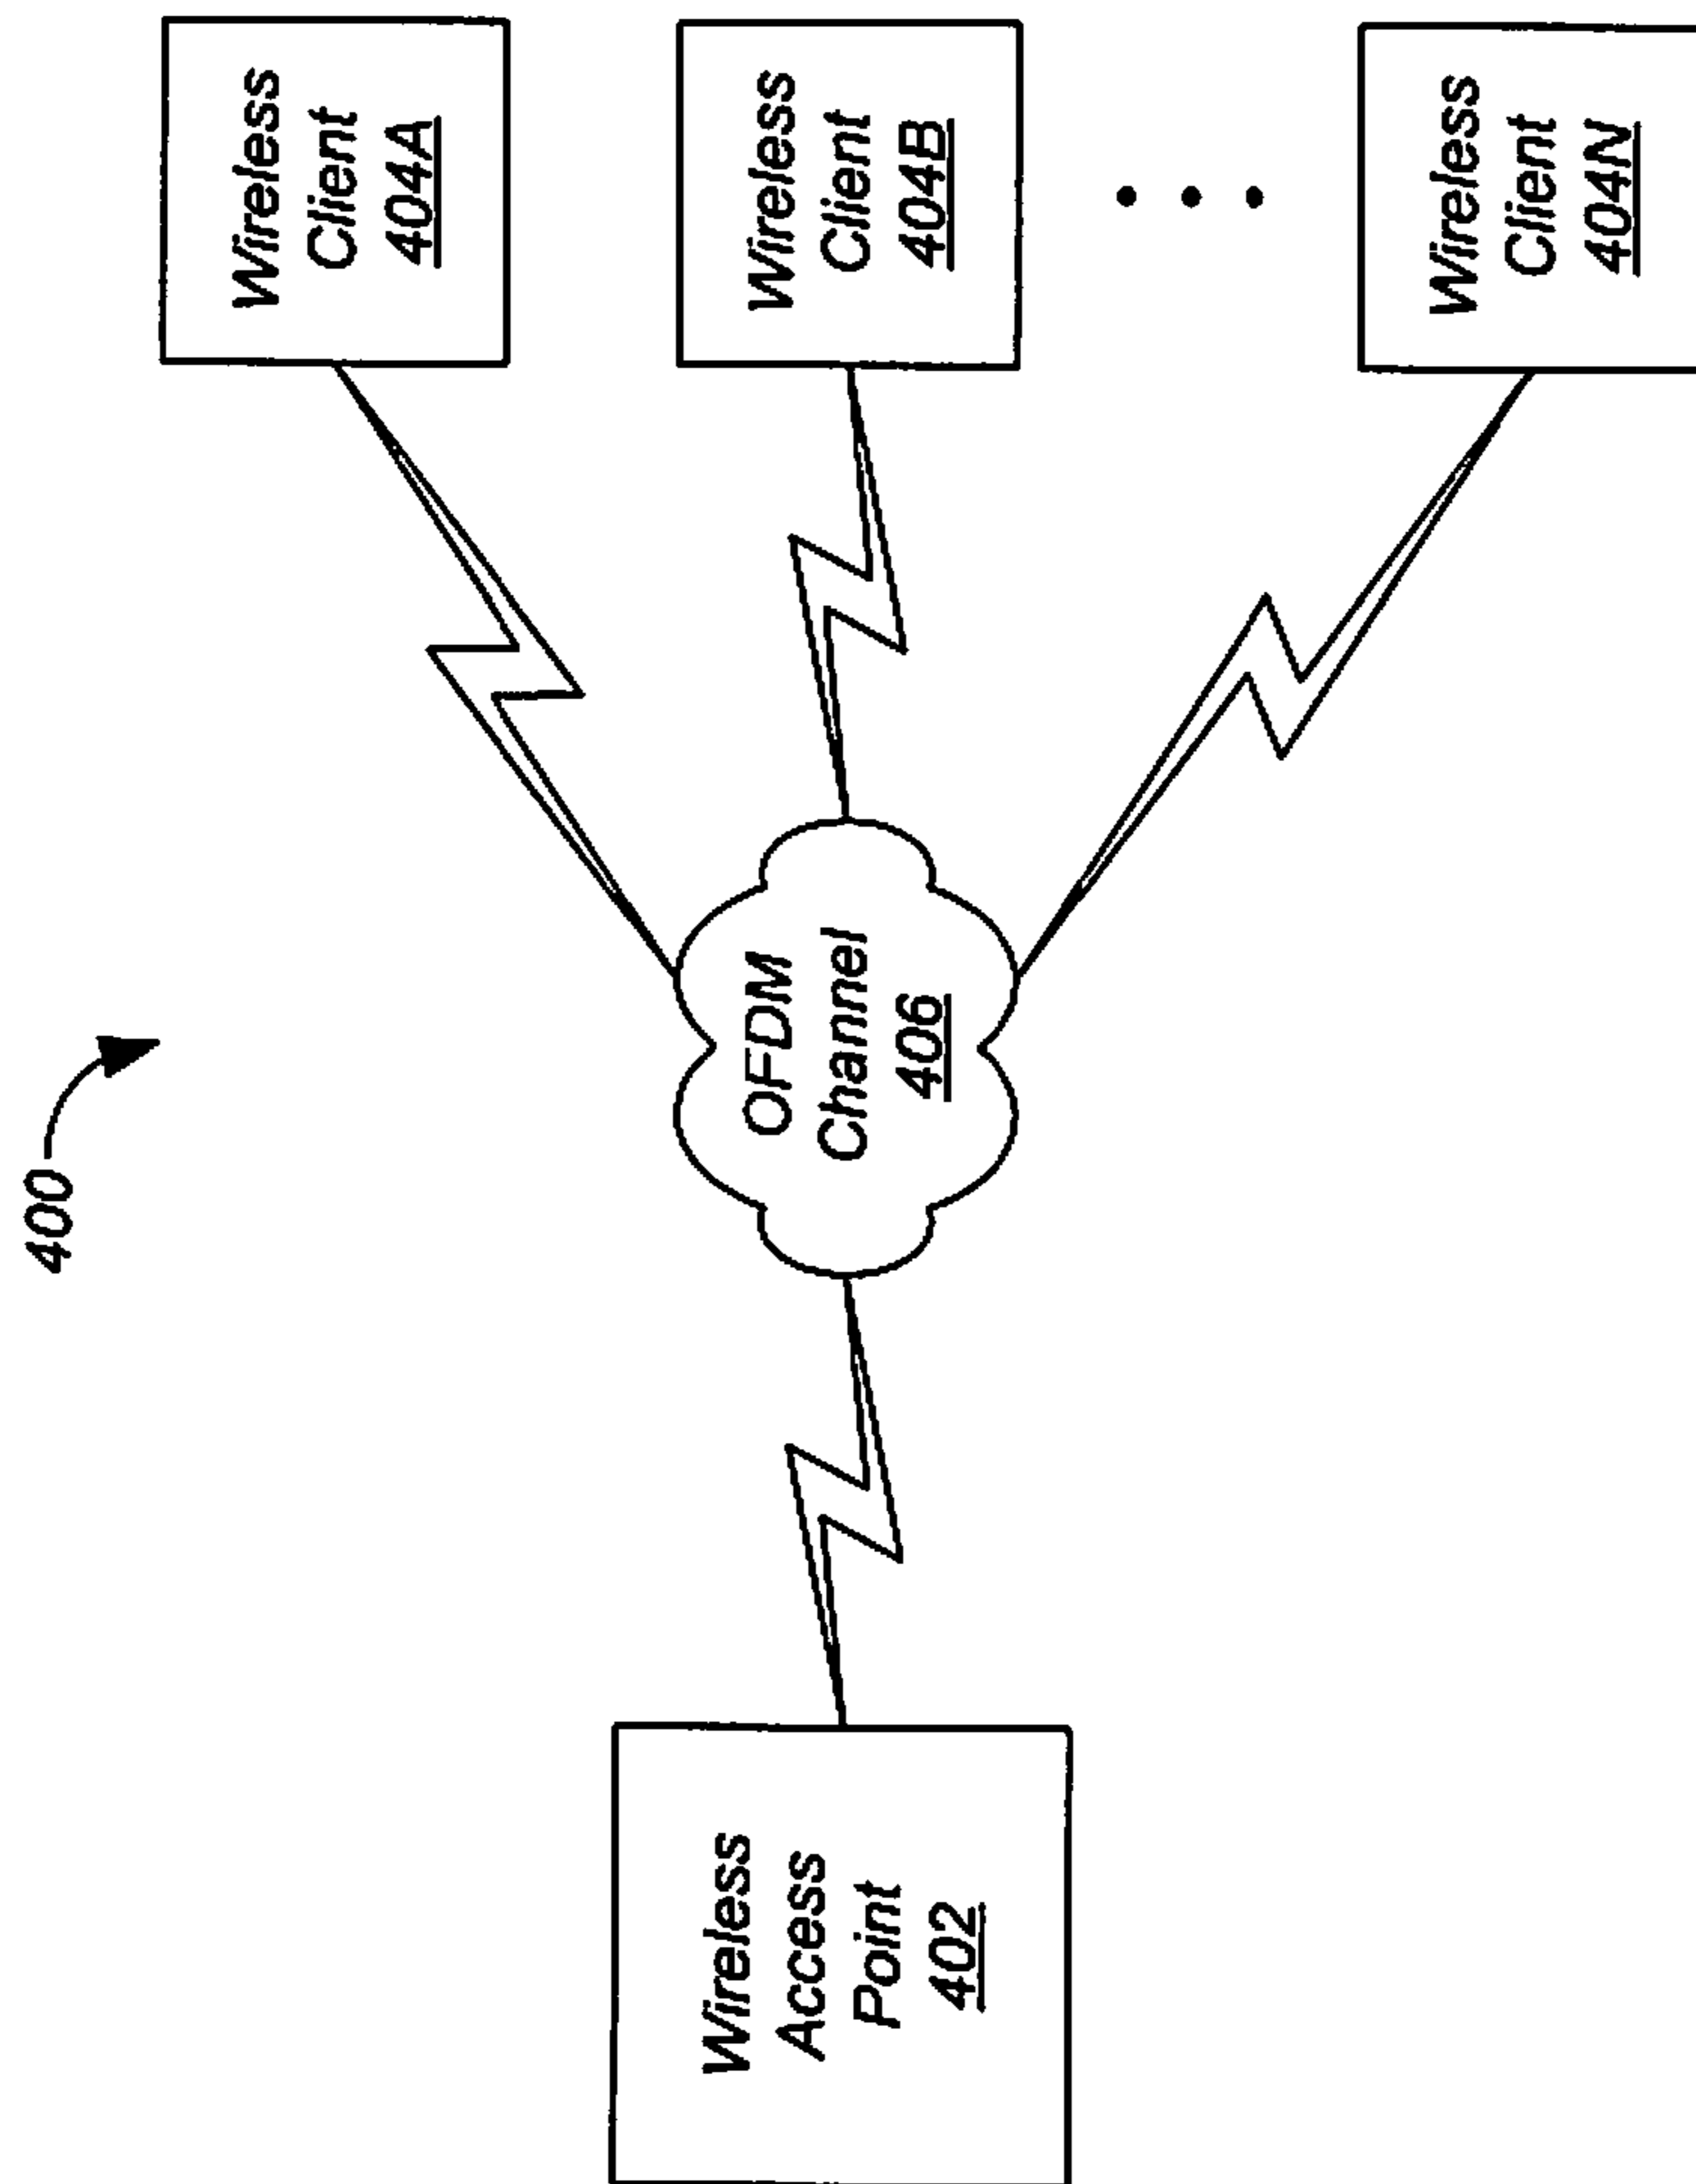 400
Wireless
Access
Point
402
OFDM
Channel
406
Wireless
Client
404A
Wireless
Client
404B
Wireless
Client
404N